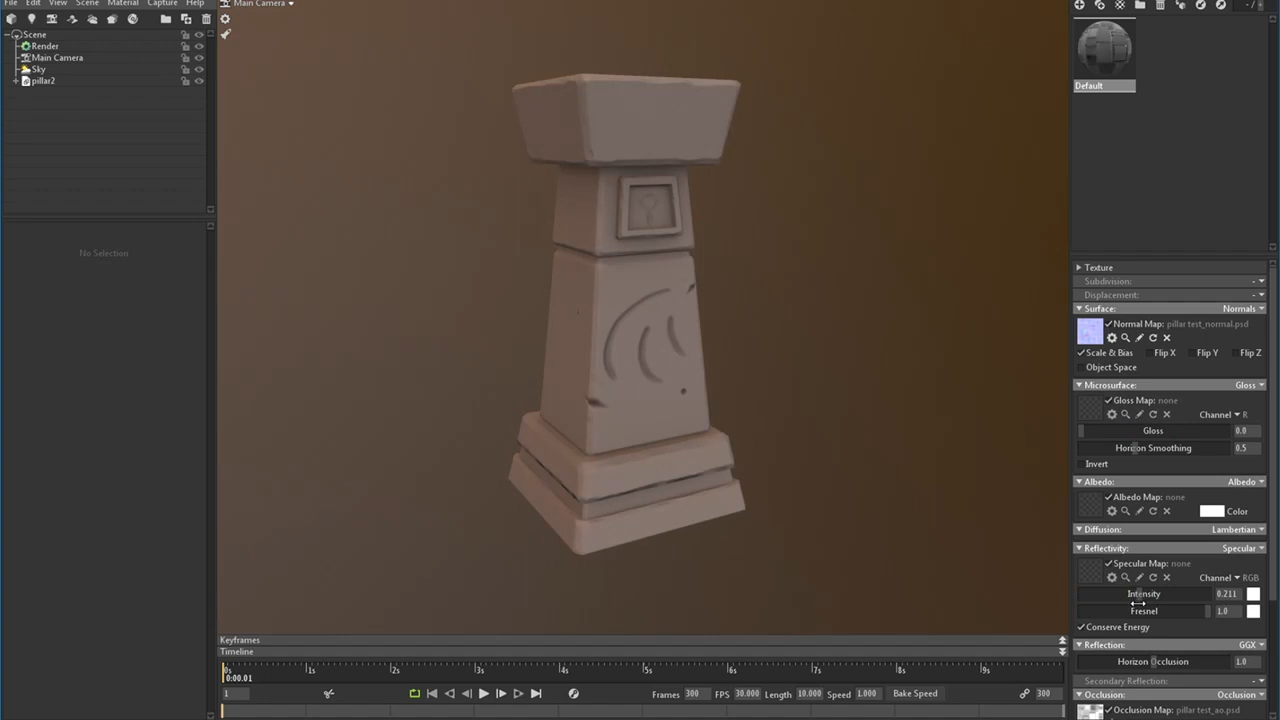 File Edit View Scene Material Capture Help
Main Camera
Scene
Render
Main Camera
Sky
pillar2
No Selection
Default
Texture
Subdivision: -
Displacement: -
Surface: Normals
Normal Map: pillar test_normal.psd
Scale & Bias Flip X Flip Y Flip Z
Object Space
Microsurface: Gloss
Gloss Map: none
Channel R
Gloss 0.0
Horizon Smoothing 0.5
Invert
Albedo: Albedo
Albedo Map: none
Color
Diffusion: Lambertian
Reflectivity: Specular
Specular Map: none
Channel RGB
Intensity 0.211
Fresnel 1.0
Conserve Energy
Reflection: GGX
Horizon Occlusion 1.0
Secondary Reflection: -
Occlusion: Occlusion
Occlusion Map: pillar test_ao.psd
Keyframes
Timeline
0s 1s 2s 3s 4s 5s 6s 7s 8s 9s
0:00.01
1 Frames 300 FPS 30.000 Length 10.000 Speed 1.000 Bake Speed 300